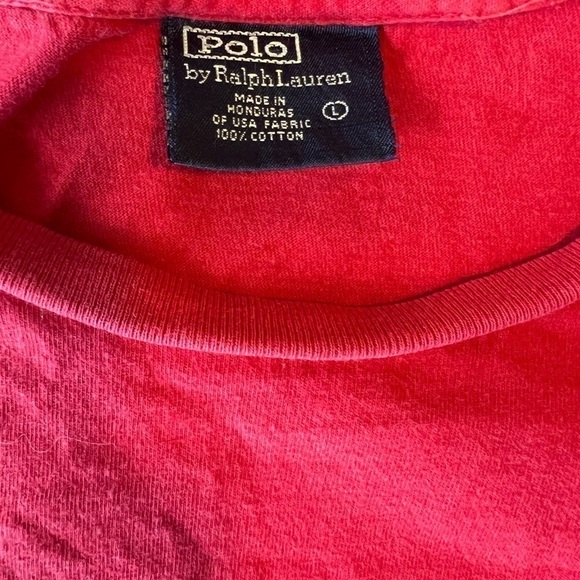 Polo
by Ralph Lauren
MADE IN
HONDURAS
OF USA FABRIC
100% COTTON
L